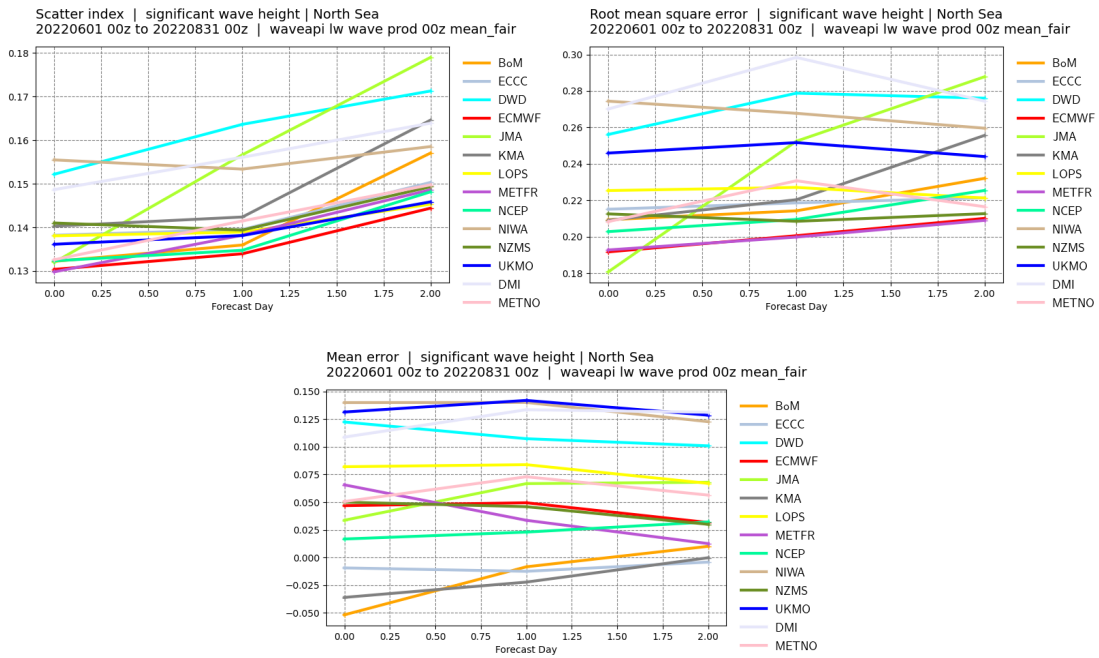 Scatter index | significant wave height | North Sea
20220601 00z to 20220831 00z | waveapi lw wave prod 00z mean_fair
0.18
0.17
0.16
0.15
0.14
0.13
0.00 0.25 0.50 0.75 1.00 1.25 1.50 1.75 2.00
Forecast Day
BoM
ECCC
DWD
ECMWF
JMA
KMA
LOPS
METFR
NCEP
NIWA
NZMS
UKMO
DMI
METNO
Root mean square error | significant wave height | North Sea
20220601 00z to 20220831 00z | waveapi lw wave prod 00z mean_fair
0.30
0.28
0.26
0.24
0.22
0.20
0.18
0.00 0.25 0.50 0.75 1.00 1.25 1.50 1.75 2.00
Forecast Day
BoM
ECCC
DWD
ECMWF
JMA
KMA
LOPS
METFR
NCEP
NIWA
NZMS
UKMO
DMI
METNO
Mean error | significant wave height | North Sea
20220601 00z to 20220831 00z | waveapi lw wave prod 00z mean_fair
0.150
0.125
0.100
0.075
0.050
0.025
0.000
−0.025
−0.050
0.00 0.25 0.50 0.75 1.00 1.25 1.50 1.75 2.00
Forecast Day
BoM
ECCC
DWD
ECMWF
JMA
KMA
LOPS
METFR
NCEP
NIWA
NZMS
UKMO
DMI
METNO